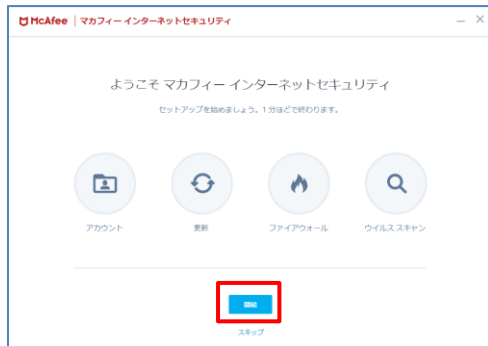 McAfee | マカフィー インターネットセキュリティ
ようこそ マカフィー インターネットセキュリティ
セットアップを始めましょう。1 分ほどで終わります。
アカウント 更新 ファイアウォール ウイルス スキャン
開始
スキップ